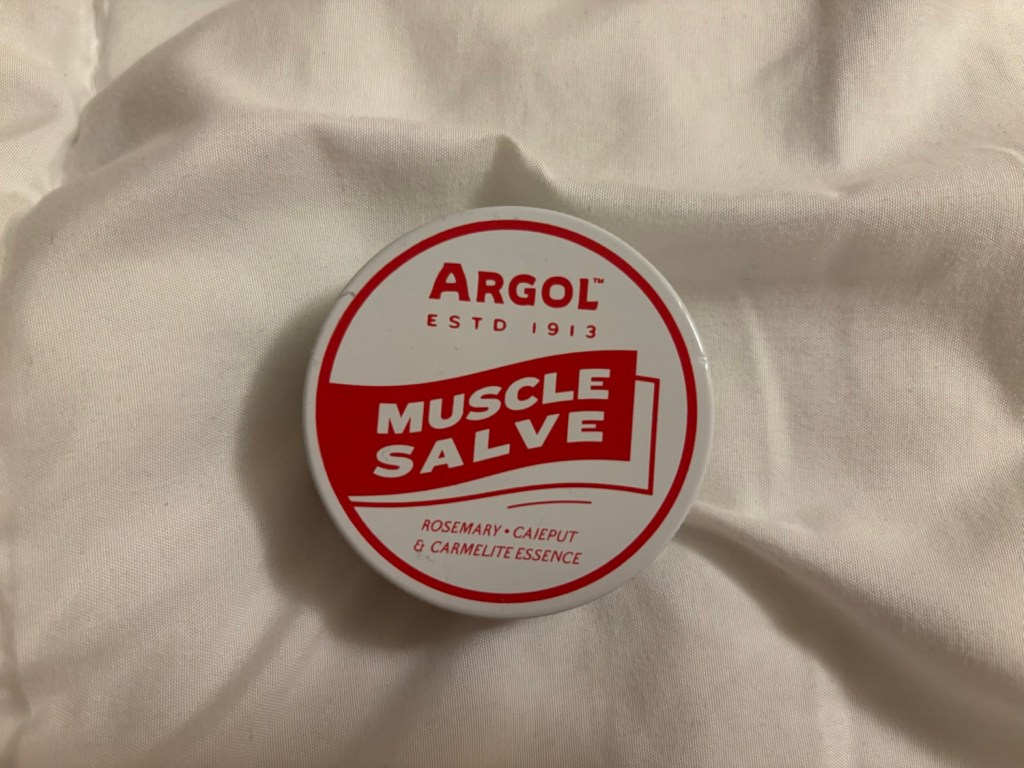 ARGOL™
ESTD 1913
MUSCLE
SALVE
ROSEMARY • CAJEPUT
& CARMELITE ESSENCE